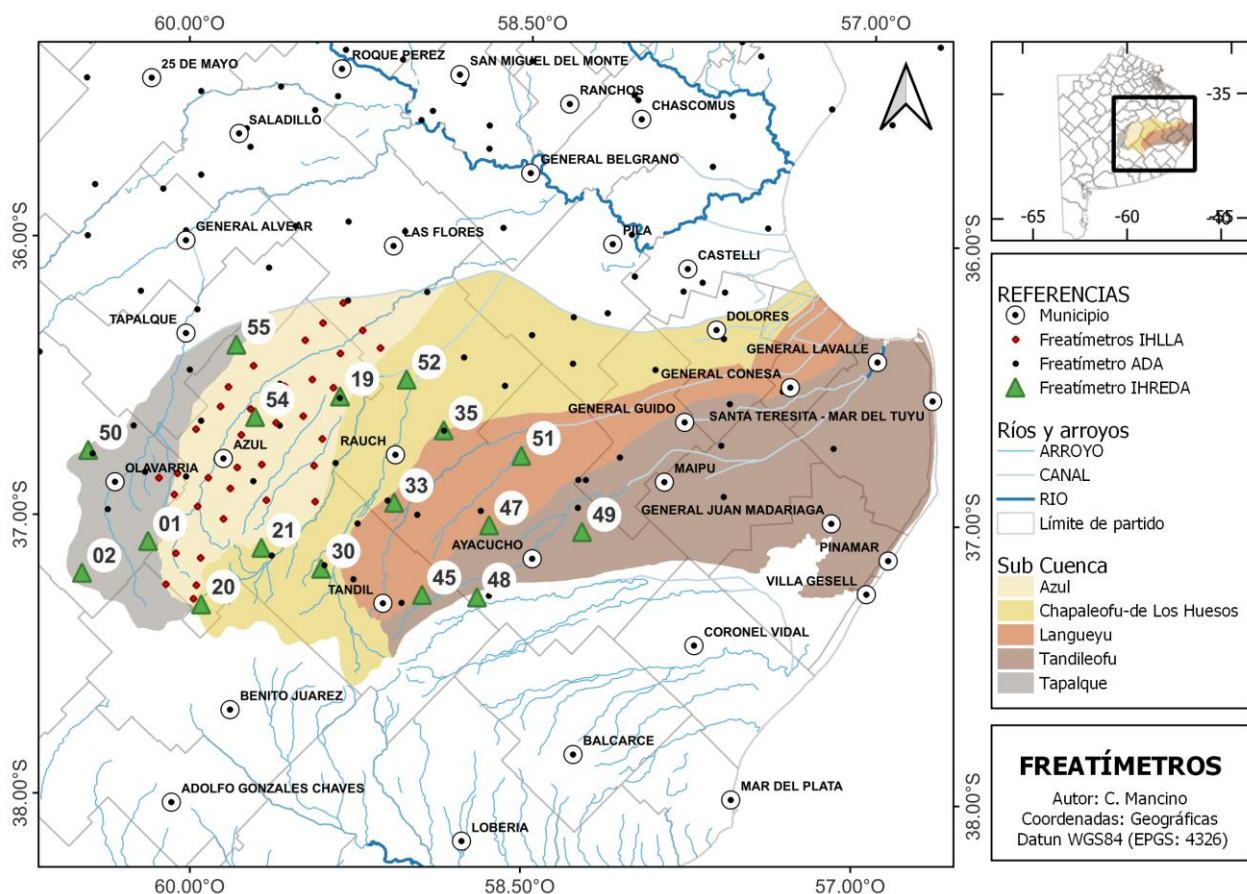 60.00°O
58.50°O
57.00°O
25 DE MAYO
ROQUE PEREZ
SAN MIGUEL DEL MONTE
RANCHOS
CHASCOMUS
SALADILLO
GENERAL BELGRANO
36.00°S
36.00°S
GENERAL ALVEAR
LAS FLORES
PILA
CASTELLI
TAPALQUE
55
DOLORES
GENERAL LAVALLE
52
19
GENERAL CONESA
54
GENERAL GUIDO
SANTA TERESITA - MAR DEL TUYU
35
50
AZUL
RAUCH
51
OLAVARRIA
MAIPU
33
37.00°S
37.00°S
47
GENERAL JUAN MADARIAGA
01
49
21
AYACUCHO
PINAMAR
02
30
TANDIL
VILLA GESELL
20
45
48
CORONEL VIDAL
BENITO JUAREZ
BALCARCE
38.00°S
38.00°S
ADOLFO GONZALES CHAVES
MAR DEL PLATA
LOBERIA
60.00°O
58.50°O
57.00°O
-35
-65
-60
-55
REFERENCIAS
Municipio
Freatímetros IHLLA
Freatímetro ADA
Freatímetro IHREDA
Ríos y arroyos
ARROYO
CANAL
RIO
Límite de partido
Sub Cuenca
Azul
Chapaleofu-de Los Huesos
Langueyu
Tandileofu
Tapalque
FREATÍMETROS
Autor: C. Mancino
Coordenadas: Geográficas
Datun WGS84 (EPGS: 4326)